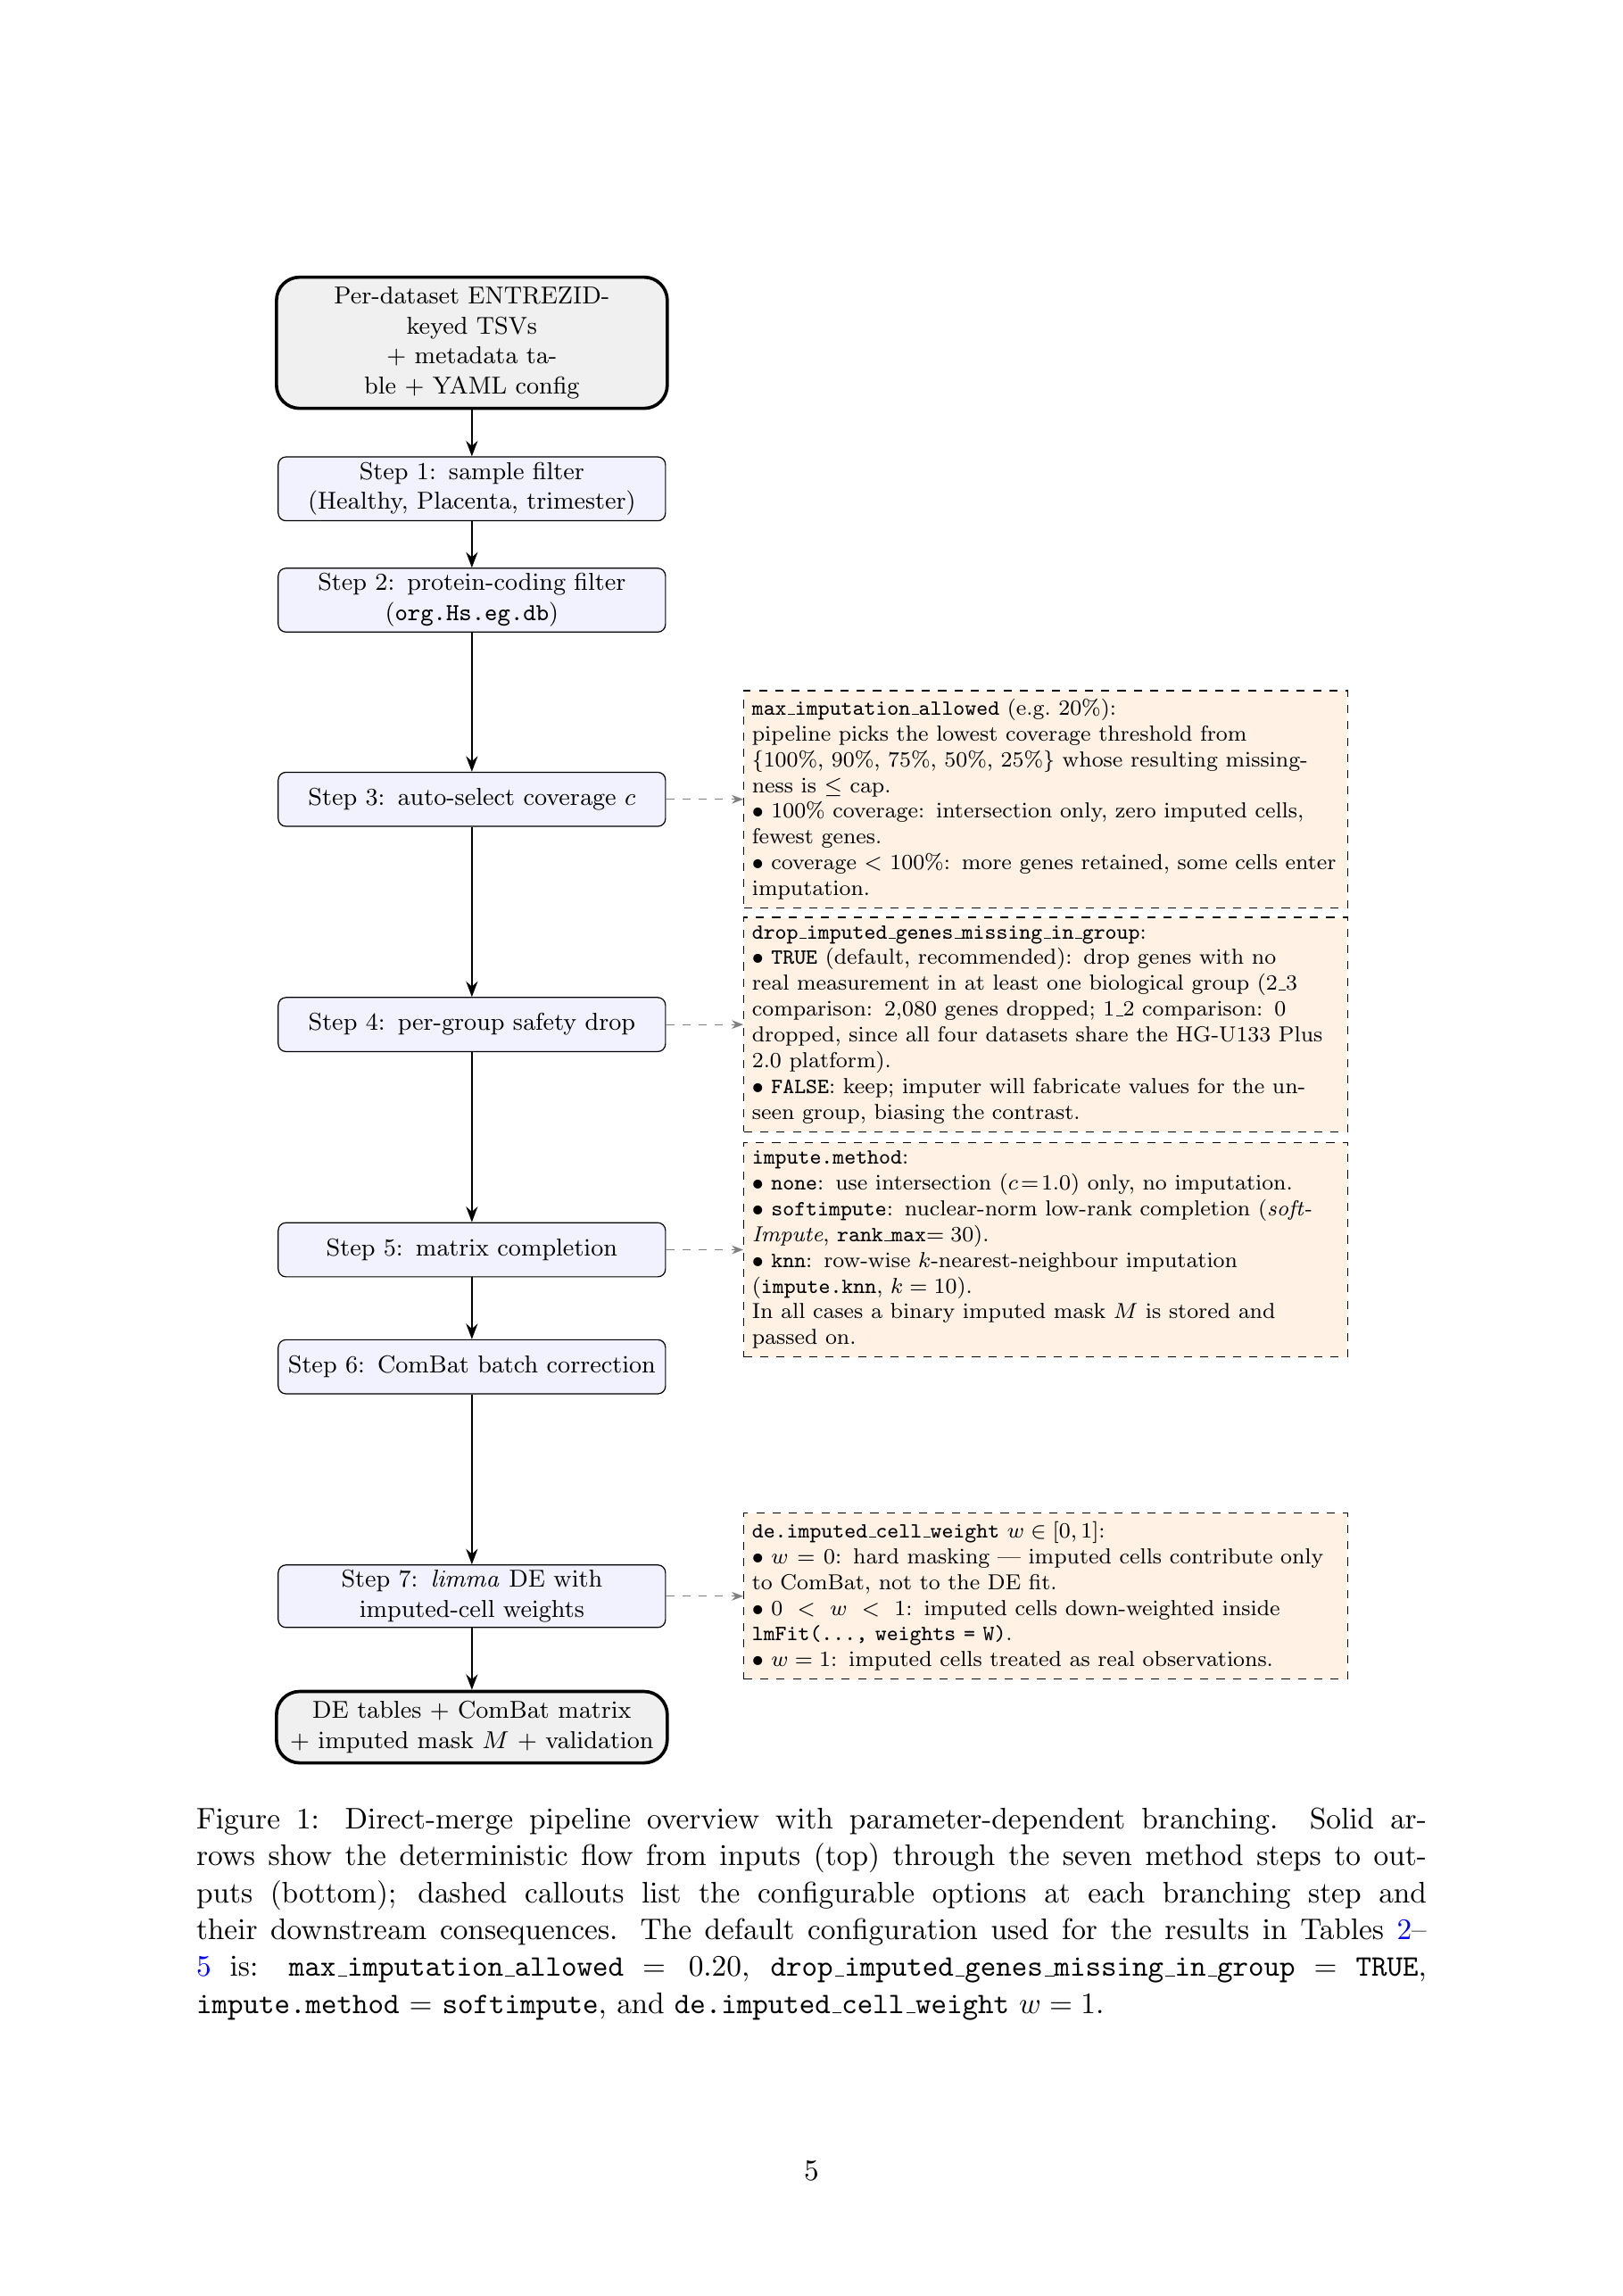 Per-dataset ENTREZID-
keyed TSVs
+ metadata ta-
ble + YAML config
Step 1: sample filter
(Healthy, Placenta, trimester)
Step 2: protein-coding filter
(org.Hs.eg.db)
Step 3: auto-select coverage c
max_imputation_allowed (e.g. 20%):
pipeline picks the lowest coverage threshold from
{100%, 90%, 75%, 50%, 25%} whose resulting missing-
ness is ≤ cap.
• 100% coverage: intersection only, zero imputed cells,
fewest genes.
• coverage < 100%: more genes retained, some cells enter
imputation.
Step 4: per-group safety drop
drop_imputed_genes_missing_in_group:
• TRUE (default, recommended): drop genes with no
real measurement in at least one biological group (2_3
comparison: 2,080 genes dropped; 1_2 comparison: 0
dropped, since all four datasets share the HG-U133 Plus
2.0 platform).
• FALSE: keep; imputer will fabricate values for the un-
seen group, biasing the contrast.
Step 5: matrix completion
impute.method:
• none: use intersection (c=1.0) only, no imputation.
• softimpute: nuclear-norm low-rank completion (soft-
Impute, rank_max= 30).
• knn: row-wise k-nearest-neighbour imputation
(impute.knn, k = 10).
In all cases a binary imputed mask M is stored and
passed on.
Step 6: ComBat batch correction
Step 7: limma DE with
imputed-cell weights
de.imputed_cell_weight w ∈ [0, 1]:
• w = 0: hard masking — imputed cells contribute only
to ComBat, not to the DE fit.
• 0 < w < 1: imputed cells down-weighted inside
lmFit(..., weights = W).
• w = 1: imputed cells treated as real observations.
DE tables + ComBat matrix
+ imputed mask M + validation
Figure 1: Direct-merge pipeline overview with parameter-dependent branching. Solid ar-
rows show the deterministic flow from inputs (top) through the seven method steps to out-
puts (bottom); dashed callouts list the configurable options at each branching step and
their downstream consequences. The default configuration used for the results in Tables 2–
5 is: max_imputation_allowed = 0.20, drop_imputed_genes_missing_in_group = TRUE,
impute.method = softimpute, and de.imputed_cell_weight w = 1.
5